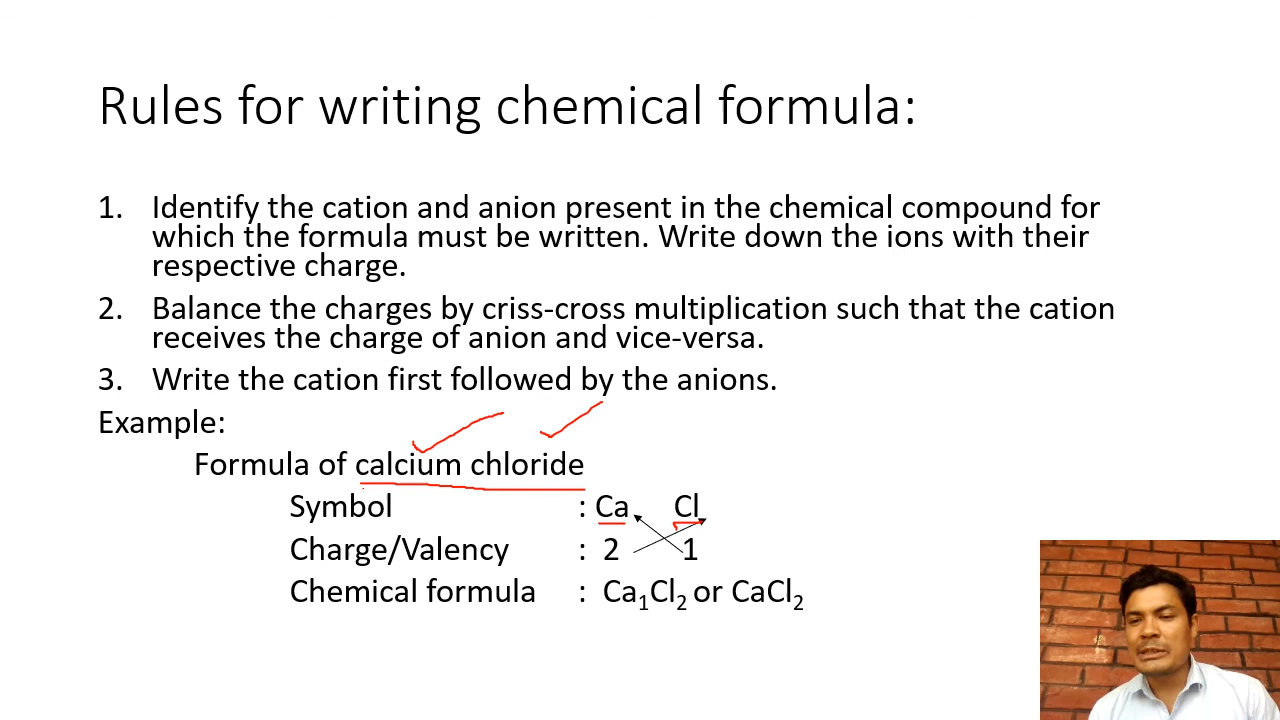 Rules for writing chemical formula:
1. Identify the cation and anion present in the chemical compound for
which the formula must be written. Write down the ions with their
respective charge.
2. Balance the charges by criss-cross multiplication such that the cation
receives the charge of anion and vice-versa.
3. Write the cation first followed by the anions.
Example:
Formula of calcium chloride
Symbol : Ca Cl
Charge/Valency : 2 1
Chemical formula : Ca₁Cl₂ or CaCl₂